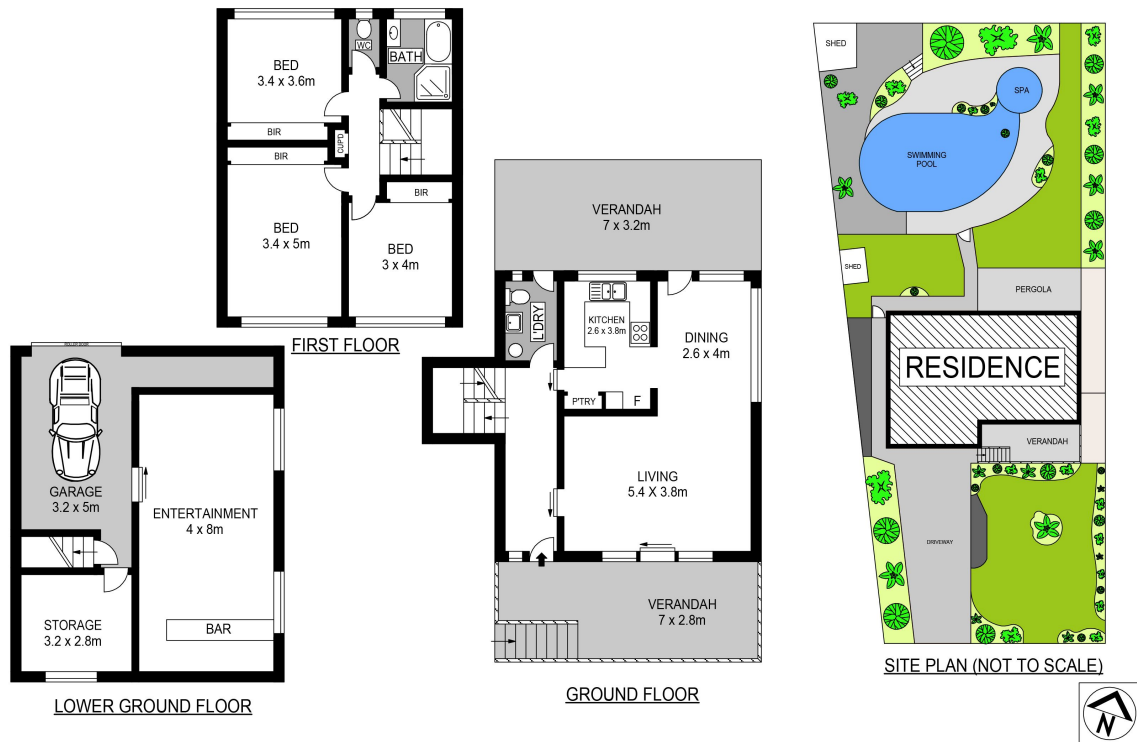 BED
3.4 x 3.6m
BIR
WC
BATH
CUP'D
BIR
BED
3.4 x 5m
BIR
BED
3 x 4m
FIRST FLOOR
ROLLER DOOR
GARAGE
3.2 x 5m
ENTERTAINMENT
4 x 8m
STORAGE
3.2 x 2.8m
BAR
LOWER GROUND FLOOR
VERANDAH
7 x 3.2m
L'DRY
KITCHEN
2.6 x 3.8m
DINING
2.6 x 4m
P'TRY
F
LIVING
5.4 X 3.8m
VERANDAH
7 x 2.8m
GROUND FLOOR
SHED
SPA
SWIMMING
POOL
SHED
PERGOLA
RESIDENCE
VERANDAH
DRIVEWAY
SITE PLAN (NOT TO SCALE)
N